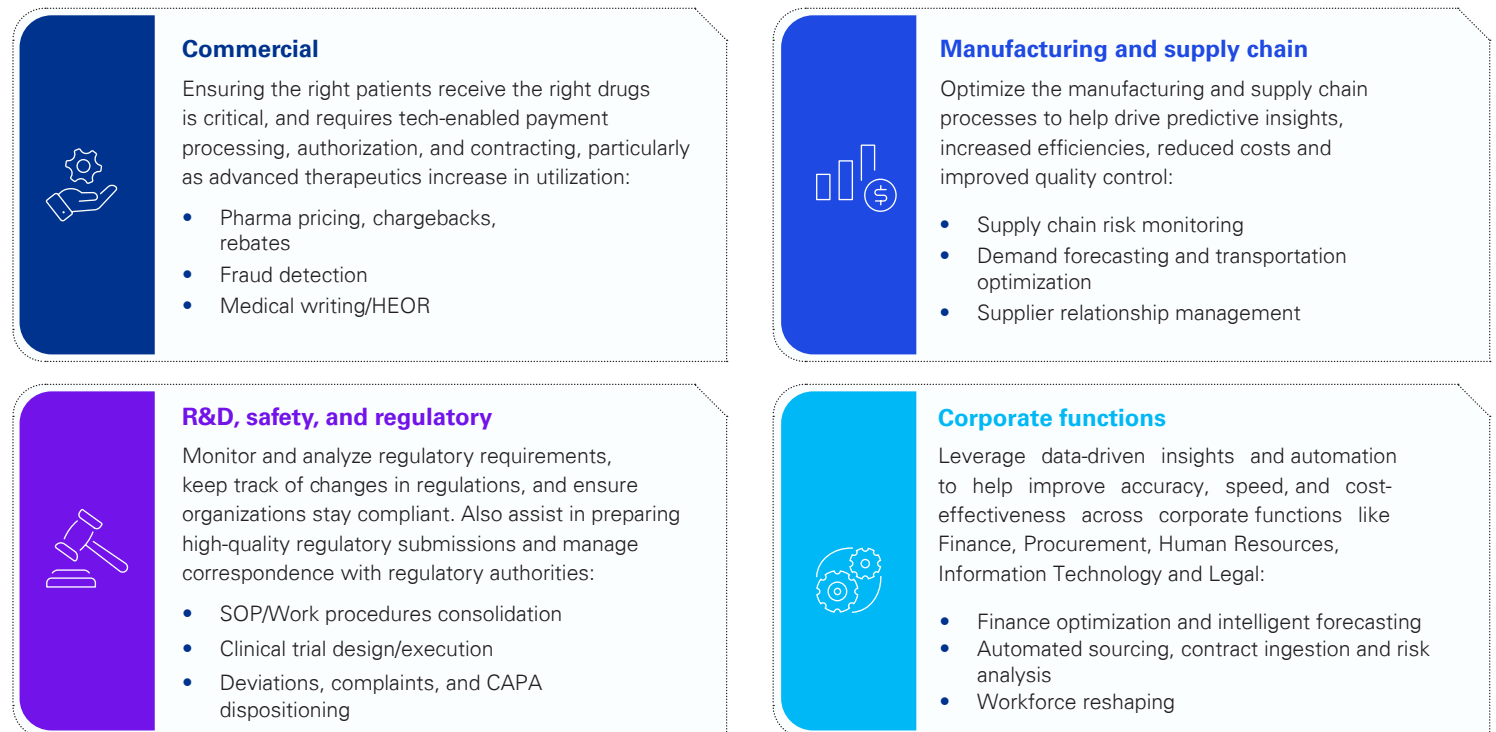 Commercial
Ensuring the right patients receive the right drugs
is critical, and requires tech-enabled payment
processing, authorization, and contracting, particularly
as advanced therapeutics increase in utilization:
• Pharma pricing, chargebacks,
rebates
• Fraud detection
• Medical writing/HEOR
Manufacturing and supply chain
Optimize the manufacturing and supply chain
processes to help drive predictive insights,
increased efficiencies, reduced costs and
improved quality control:
• Supply chain risk monitoring
• Demand forecasting and transportation
optimization
• Supplier relationship management
R&D, safety, and regulatory
Monitor and analyze regulatory requirements,
keep track of changes in regulations, and ensure
organizations stay compliant. Also assist in preparing
high-quality regulatory submissions and manage
correspondence with regulatory authorities:
• SOP/Work procedures consolidation
• Clinical trial design/execution
• Deviations, complaints, and CAPA
dispositioning
Corporate functions
Leverage data-driven insights and automation
to help improve accuracy, speed, and cost-
effectiveness across corporate functions like
Finance, Procurement, Human Resources,
Information Technology and Legal:
• Finance optimization and intelligent forecasting
• Automated sourcing, contract ingestion and risk
analysis
• Workforce reshaping